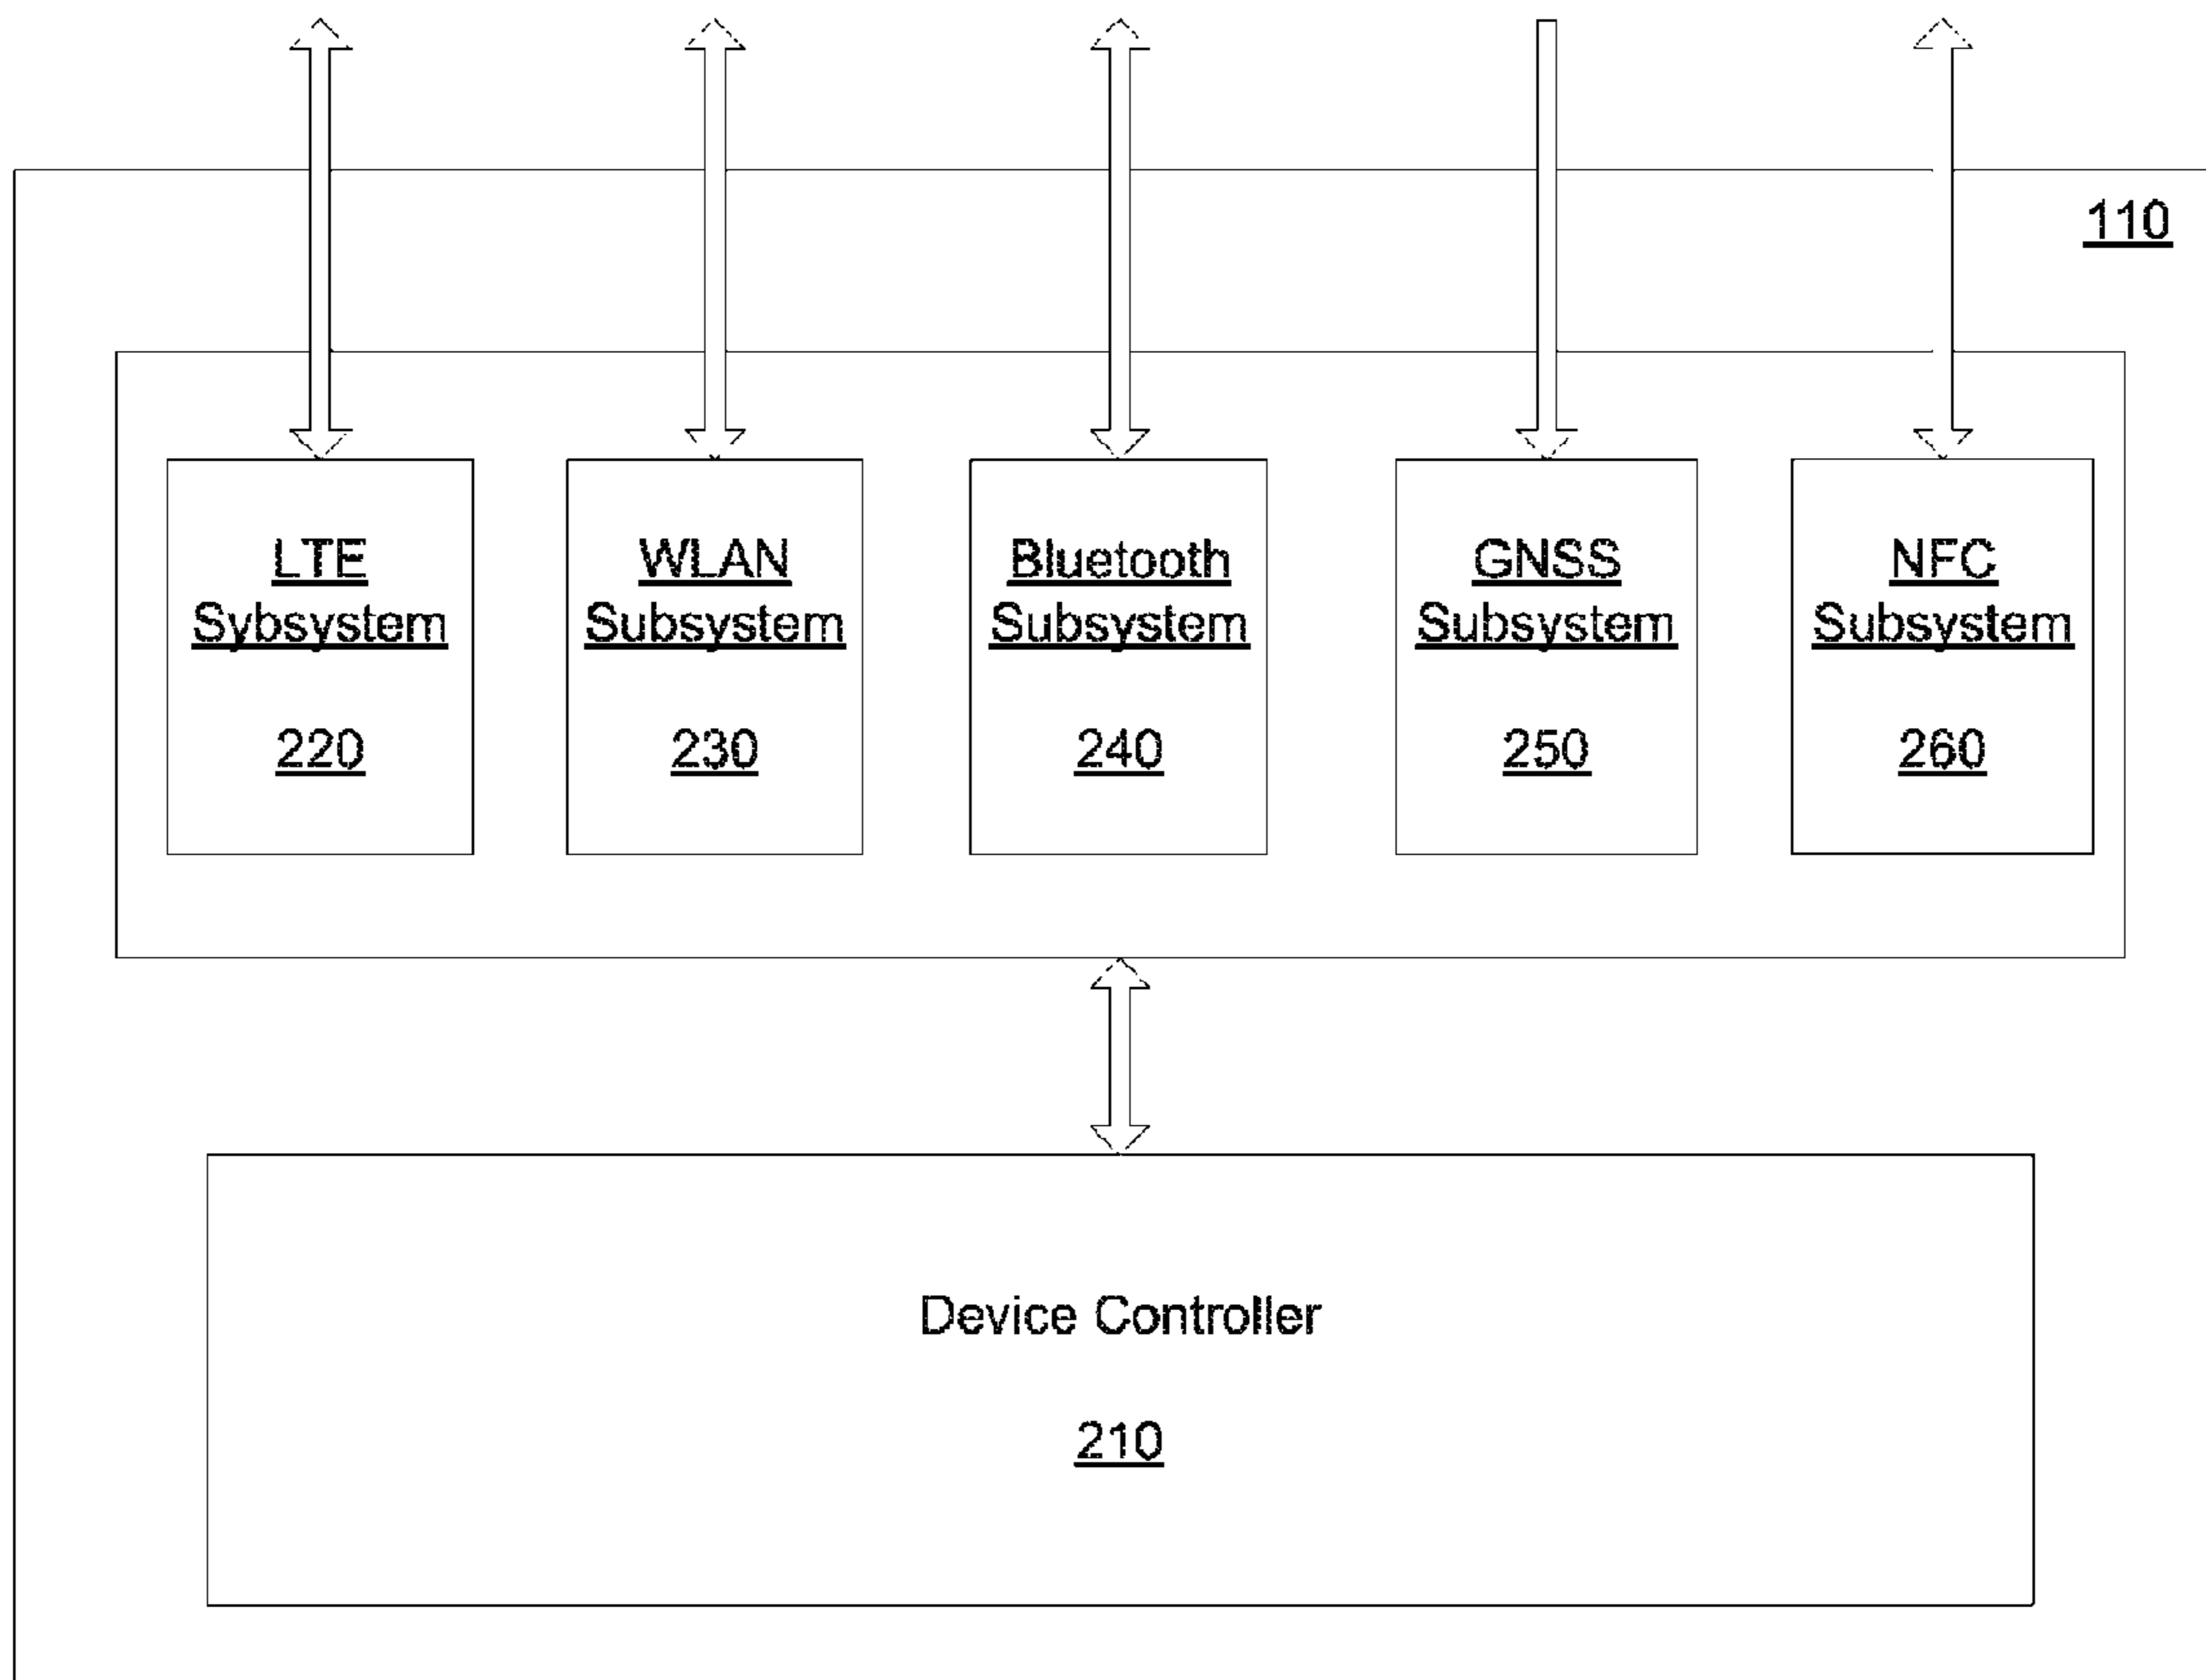 110
LTE
Sybsystem
220
WLAN
Subsystem
230
Bluetooth
Subsystem
240
GNSS
Subsystem
250
NFC
Subsystem
260
Device Controller
210